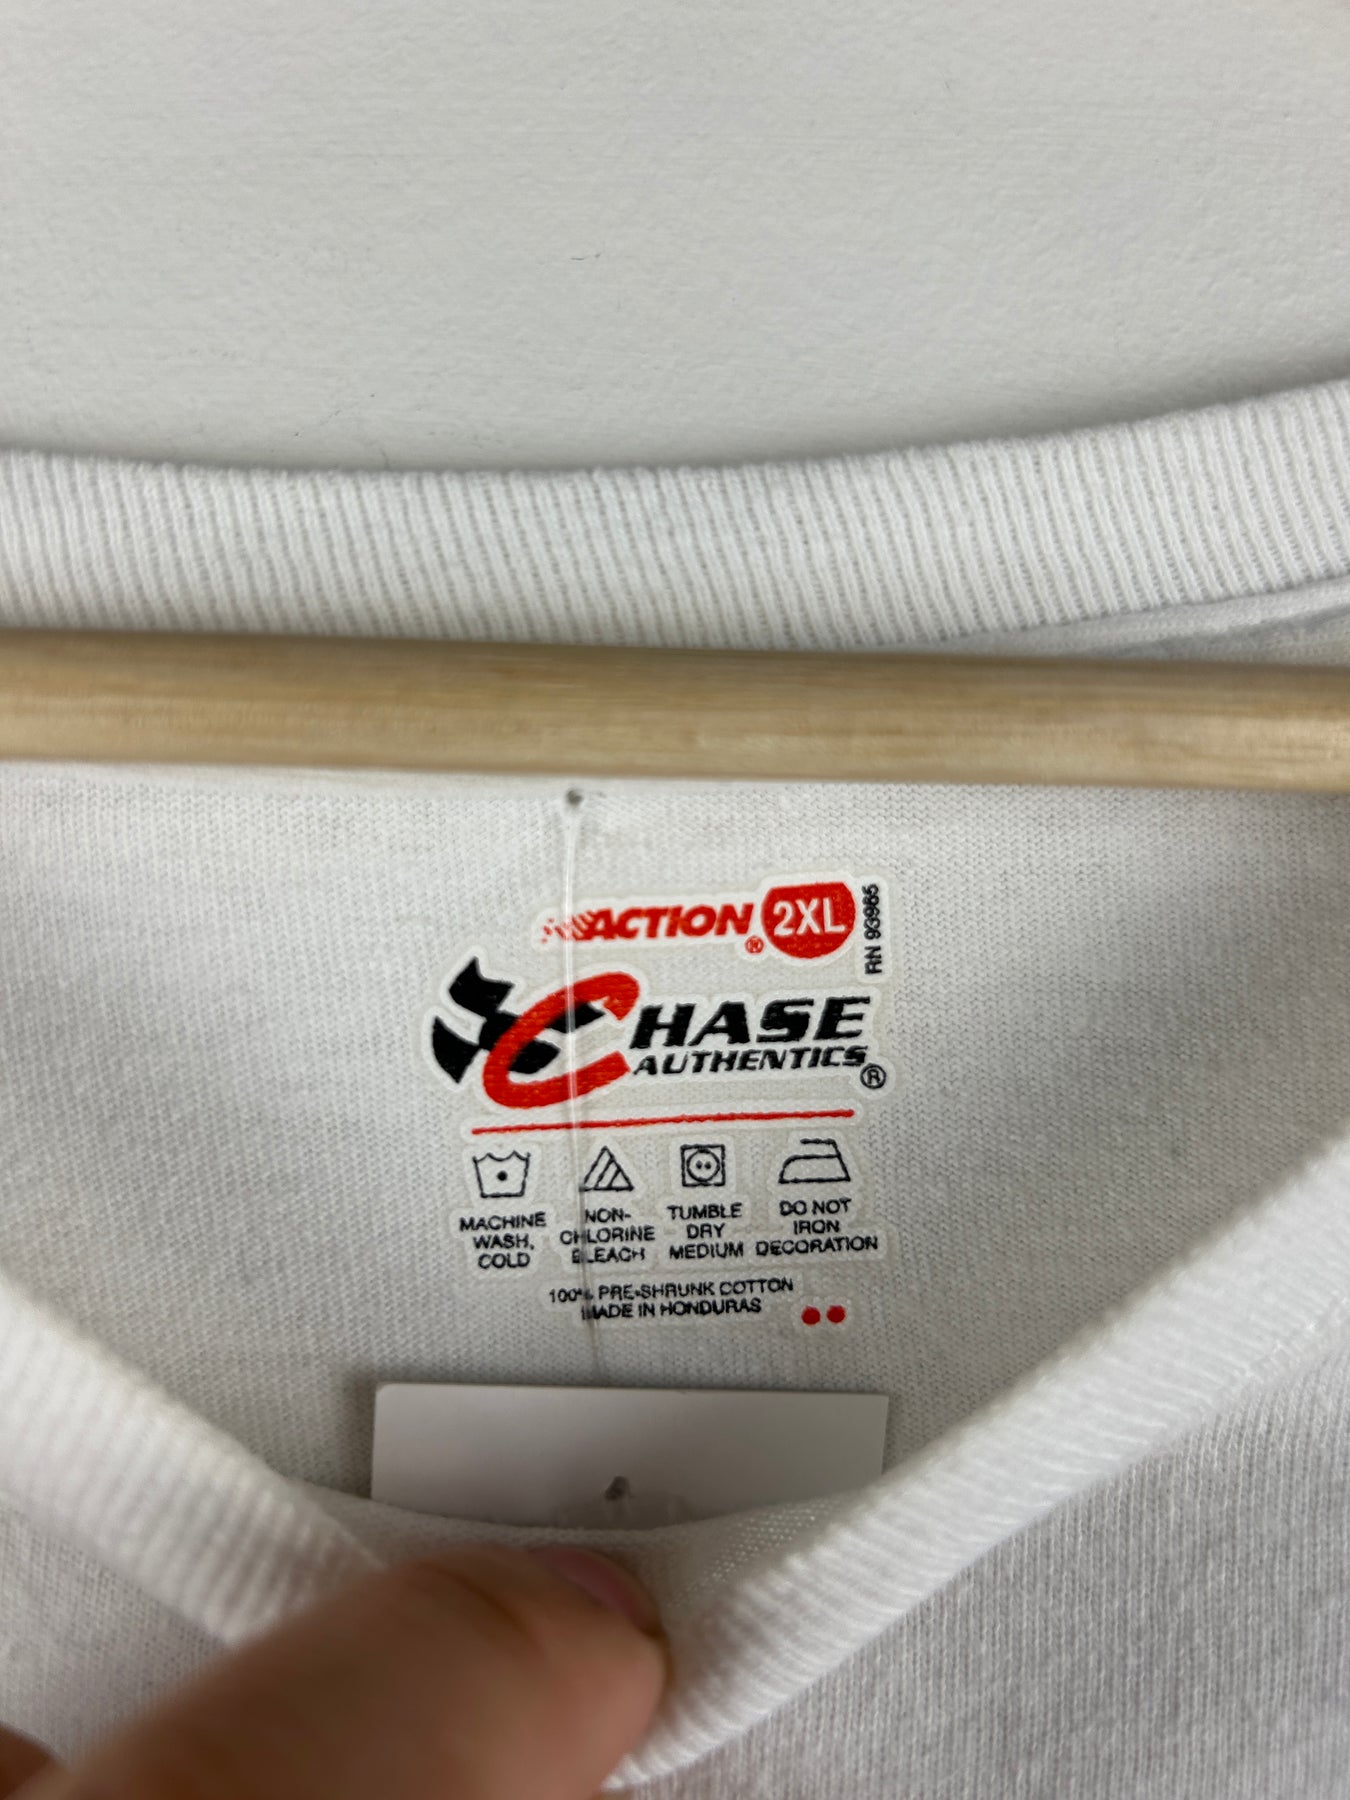 ACTION® 2XL
RN 93965
CHASE
AUTHENTICS®
MACHINE WASH, COLD
NON-CHLORINE BLEACH
TUMBLE DRY MEDIUM
DO NOT IRON DECORATION
100% PRE-SHRUNK COTTON
MADE IN HONDURAS